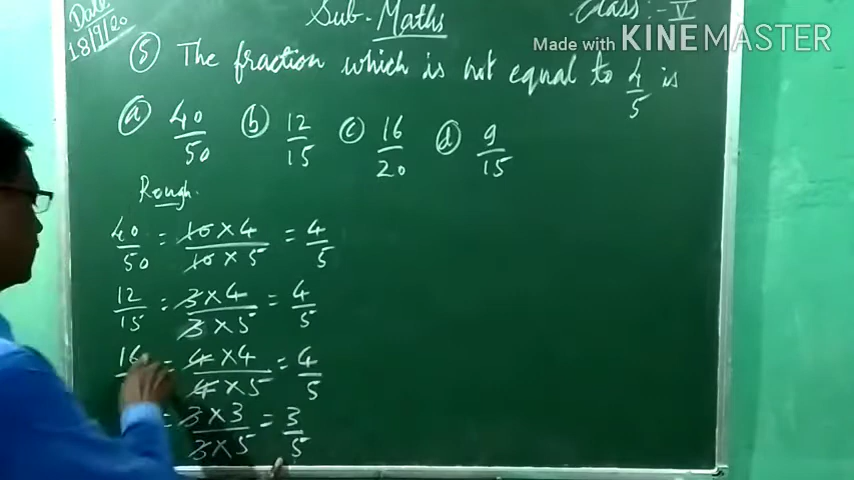 Date
18/9/20
Sub-Maths
Class:-V
Made with KINEMASTER
⑤ The fraction which is not equal to 4/5 is
ⓐ 40/50 ⓑ 12/15 ⓒ 16/20 ⓓ 9/15
Rough.
40/50 = 10×4/10×5 = 4/5
12/15 = 3×4/3×5 = 4/5
16 = 4×4/4×5 = 4/5
= 3×3/3×5 = 3/5